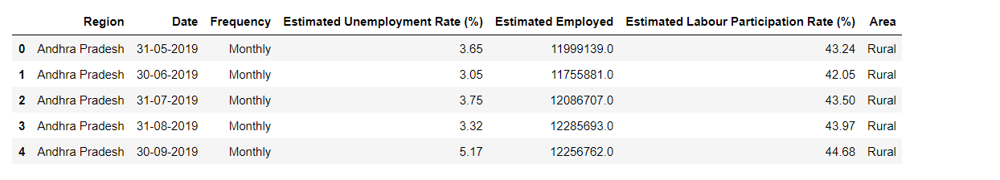 Region Date Frequency Estimated Unemployment Rate (%) Estimated Employed Estimated Labour Participation Rate (%) Area
0 Andhra Pradesh 31-05-2019 Monthly 3.65 11999139.0 43.24 Rural
1 Andhra Pradesh 30-06-2019 Monthly 3.05 11755881.0 42.05 Rural
2 Andhra Pradesh 31-07-2019 Monthly 3.75 12086707.0 43.50 Rural
3 Andhra Pradesh 31-08-2019 Monthly 3.32 12285693.0 43.97 Rural
4 Andhra Pradesh 30-09-2019 Monthly 5.17 12256762.0 44.68 Rural